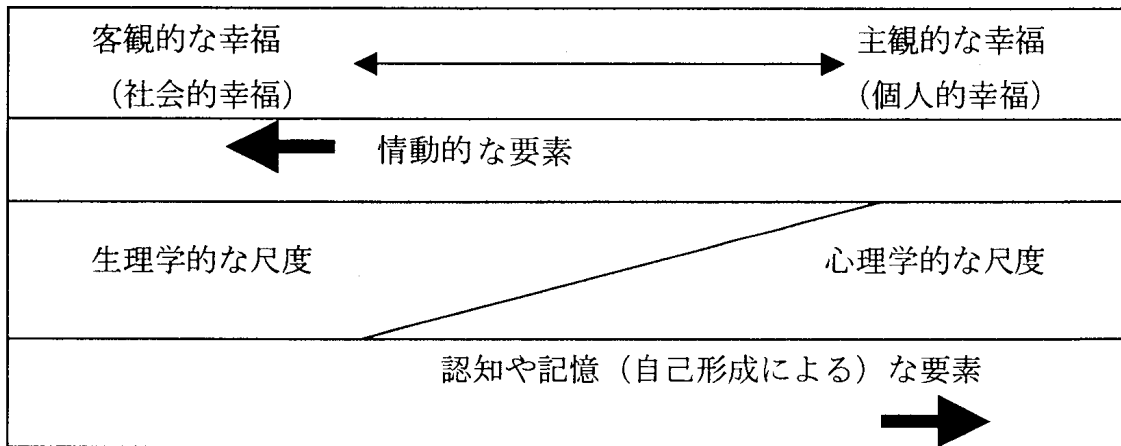 客観的な幸福
主観的な幸福
（社会的幸福）
（個人的幸福）
情動的な要素
生理学的な尺度
心理学的な尺度
認知や記憶（自己形成による）な要素